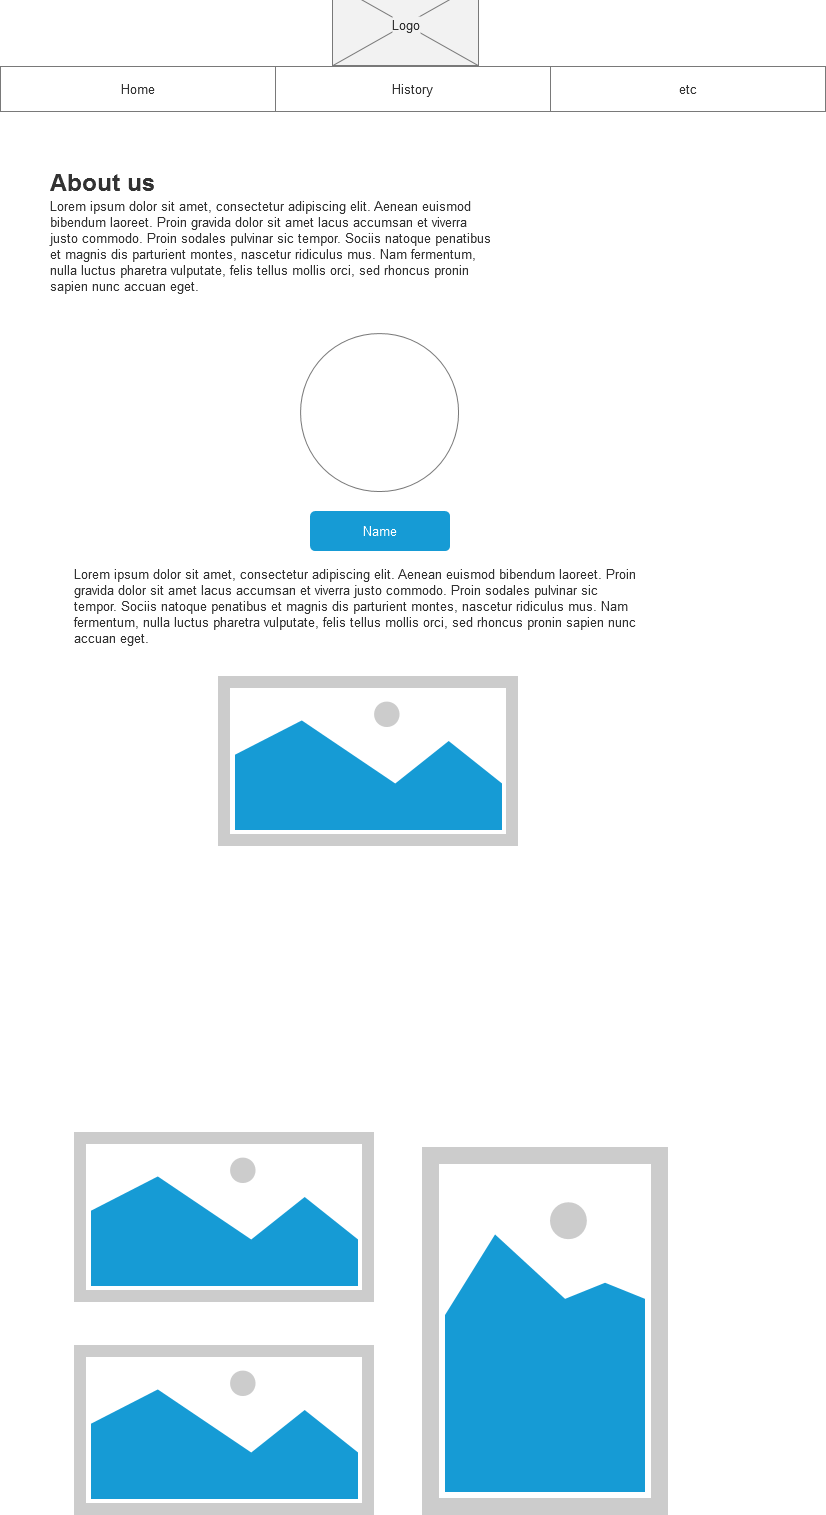 Logo
Home
History
etc
About us
Lorem ipsum dolor sit amet, consectetur adipiscing elit. Aenean euismod
bibendum laoreet. Proin gravida dolor sit amet lacus accumsan et viverra
justo commodo. Proin sodales pulvinar sic tempor. Sociis natoque penatibus
et magnis dis parturient montes, nascetur ridiculus mus. Nam fermentum,
nulla luctus pharetra vulputate, felis tellus mollis orci, sed rhoncus pronin
sapien nunc accuan eget.
Name
Lorem ipsum dolor sit amet, consectetur adipiscing elit. Aenean euismod bibendum laoreet. Proin
gravida dolor sit amet lacus accumsan et viverra justo commodo. Proin sodales pulvinar sic
tempor. Sociis natoque penatibus et magnis dis parturient montes, nascetur ridiculus mus. Nam
fermentum, nulla luctus pharetra vulputate, felis tellus mollis orci, sed rhoncus pronin sapien nunc
accuan eget.